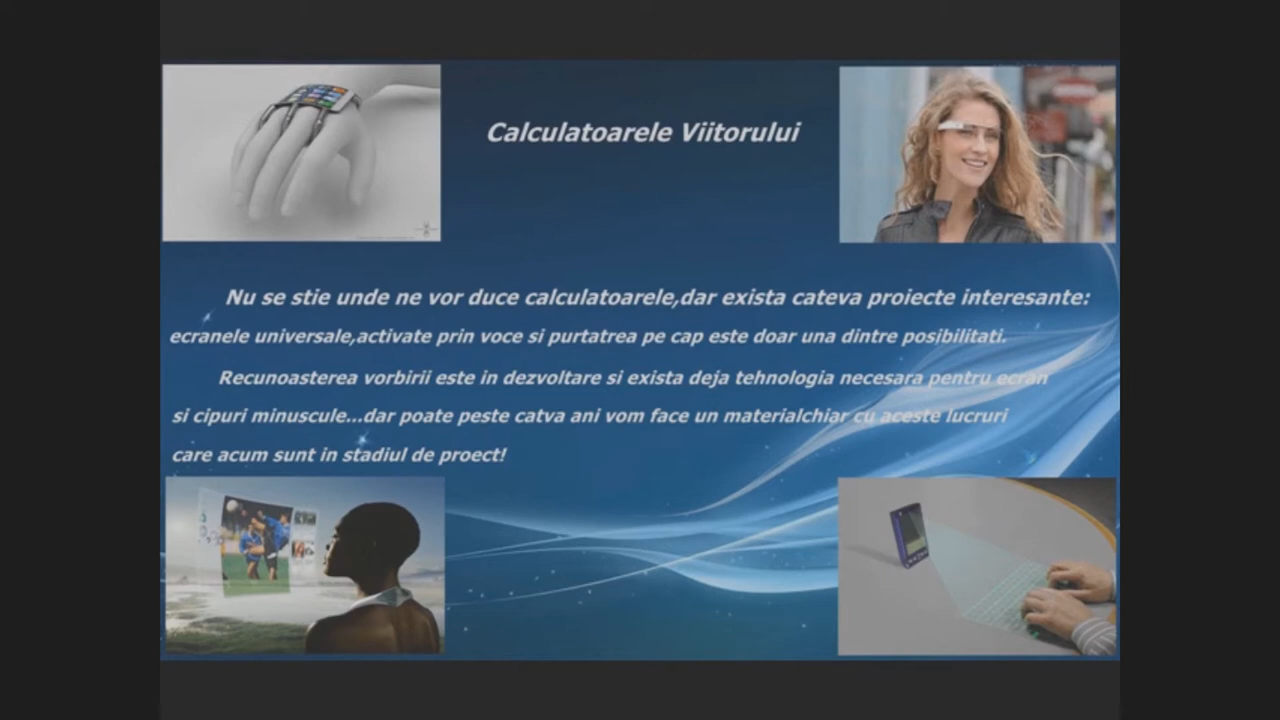 Calculatoarele Viitorului
Nu se stie unde ne vor duce calculatoarele,dar exista cateva proiecte interesante:
ecranele universale,activate prin voce si purtatrea pe cap este doar una dintre posibilitati.
Recunoasterea vorbirii este in dezvoltare si exista deja tehnologia necesara pentru ecran
si cipuri minuscule...dar poate peste catva ani vom face un materialchiar cu aceste lucruri
care acum sunt in stadiul de proect!